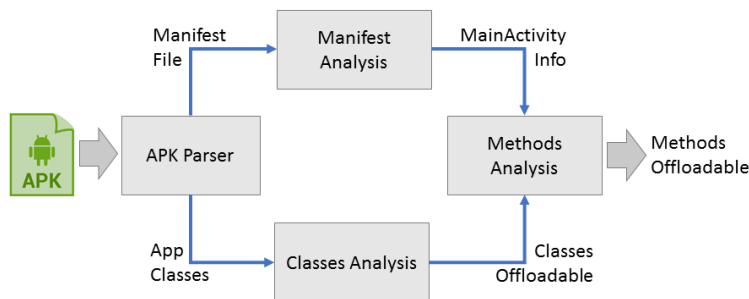 Manifest
File
Manifest
Analysis
MainActivity
Info
APK
APK Parser
Methods
Analysis
Methods
Offloadable
App
Classes
Classes Analysis
Classes
Offloadable